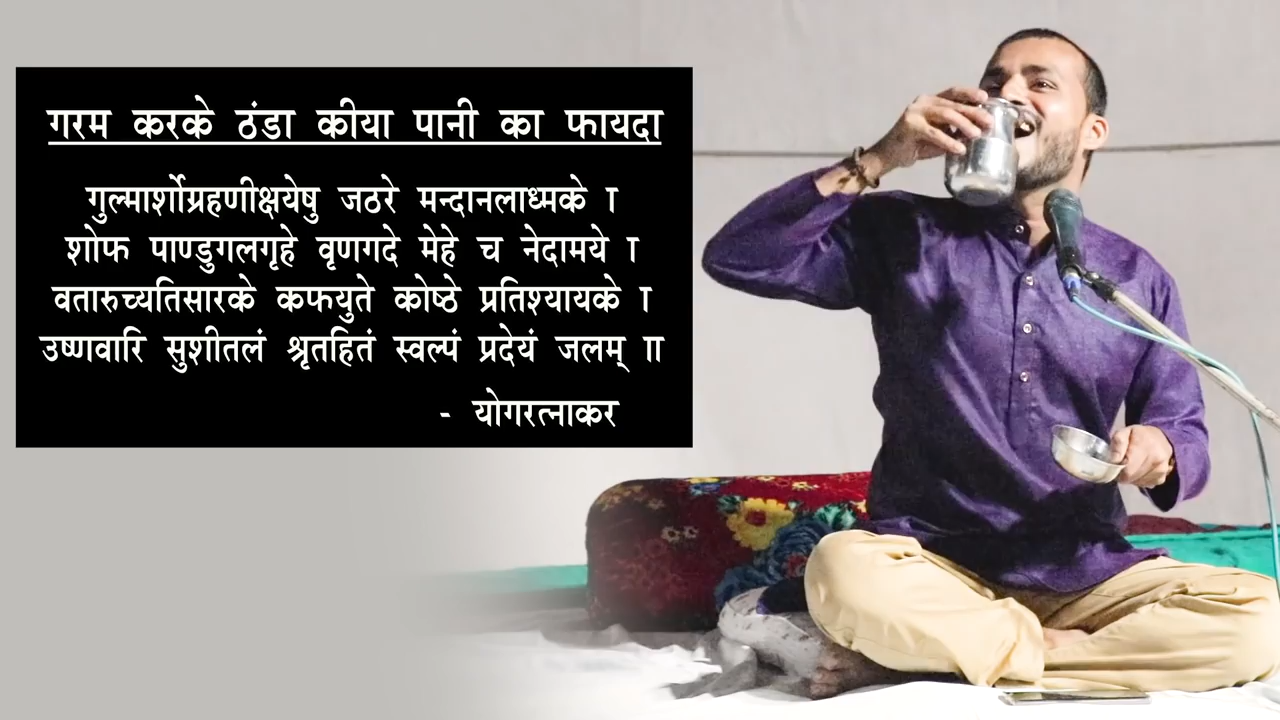 गरम करके ठंडा कीया पानी का फायदा
गुल्मार्शोग्रहणीक्षयेषु जठरे मन्दानलाध्मके ।
शोफ पाण्डुगलगृहे वृणगदे मेहे च नेदामये ।
वतारुच्यतिसारके कफयुते कोष्ठे प्रतिश्यायके ।
उष्णवारि सुशीतलं श्रृतहितं स्वल्पं प्रदेयं जलम् ॥
- योगरत्नाकर